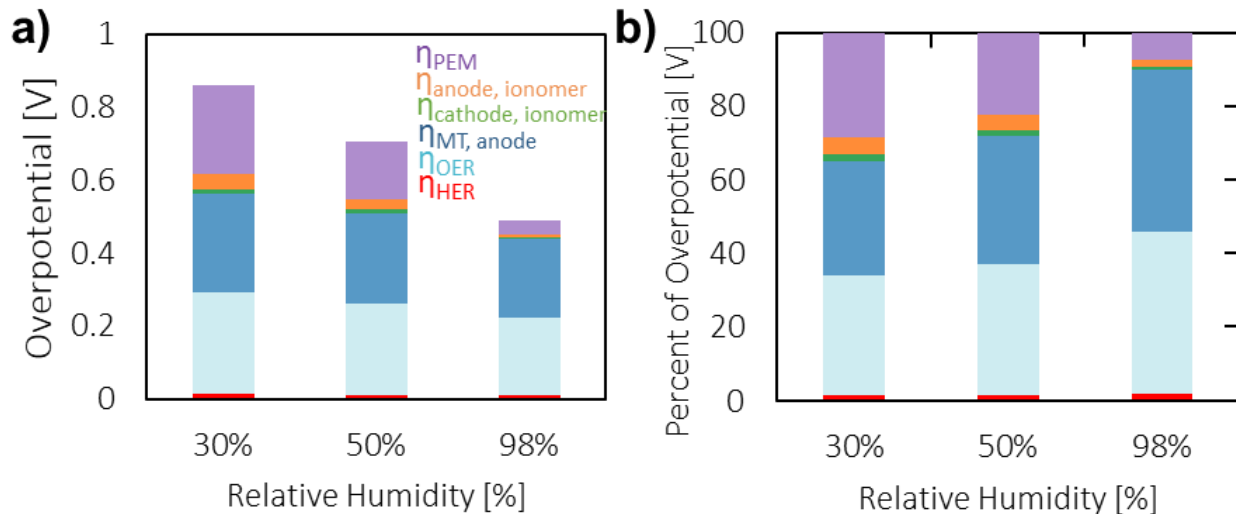 a)
Overpotential [V]
1
0.8
0.6
0.4
0.2
0
ηPEM
ηanode, ionomer
ηcathode, ionomer
ηMT, anode
ηOER
ηHER
30% 50% 98%
Relative Humidity [%]
b)
Percent of Overpotential [V]
100
80
60
40
20
0
30% 50% 98%
Relative Humidity [%]